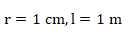 r = 1 cm, l = 1 m